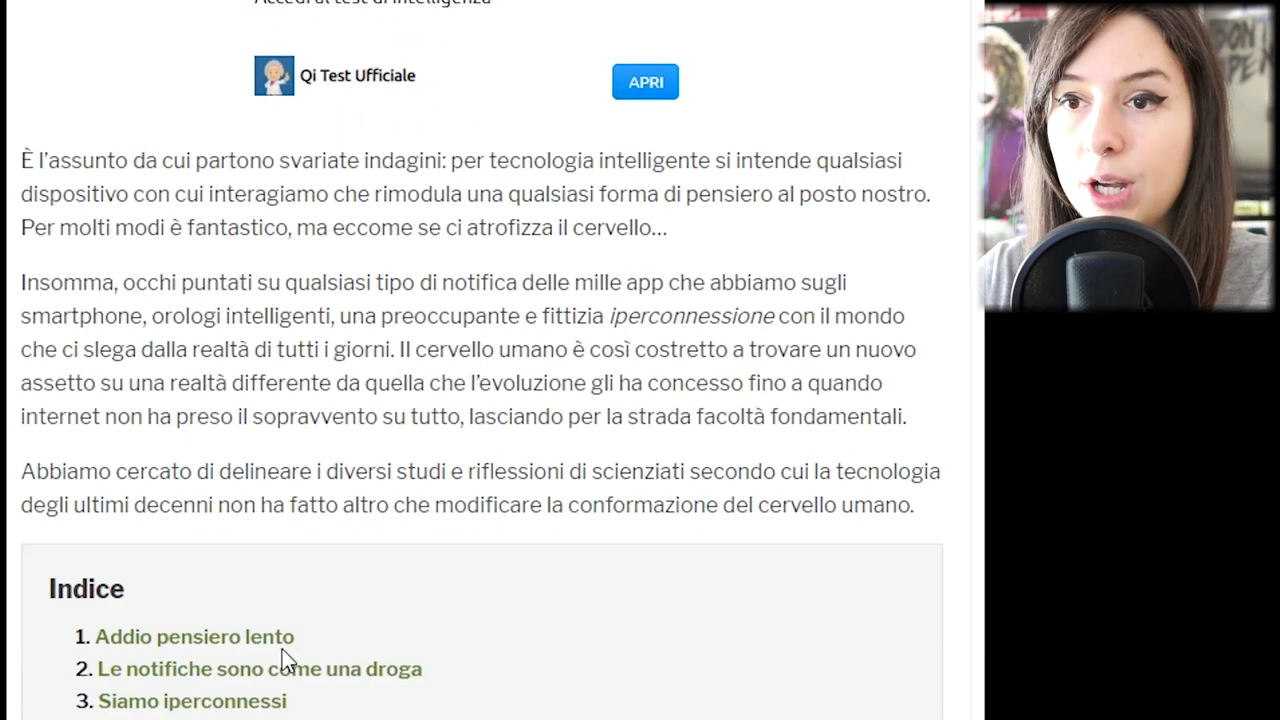 Accedi al test di intelligenza
Qi Test Ufficiale
APRI
È l'assunto da cui partono svariate indagini: per tecnologia intelligente si intende qualsiasi
dispositivo con cui interagiamo che rimodula una qualsiasi forma di pensiero al posto nostro.
Per molti modi è fantastico, ma eccome se ci atrofizza il cervello…
Insomma, occhi puntati su qualsiasi tipo di notifica delle mille app che abbiamo sugli
smartphone, orologi intelligenti, una preoccupante e fittizia iperconnessione con il mondo
che ci slega dalla realtà di tutti i giorni. Il cervello umano è così costretto a trovare un nuovo
assetto su una realtà differente da quella che l'evoluzione gli ha concesso fino a quando
internet non ha preso il sopravvento su tutto, lasciando per la strada facoltà fondamentali.
Abbiamo cercato di delineare i diversi studi e riflessioni di scienziati secondo cui la tecnologia
degli ultimi decenni non ha fatto altro che modificare la conformazione del cervello umano.
Indice
1. Addio pensiero lento
2. Le notifiche sono come una droga
3. Siamo iperconnessi